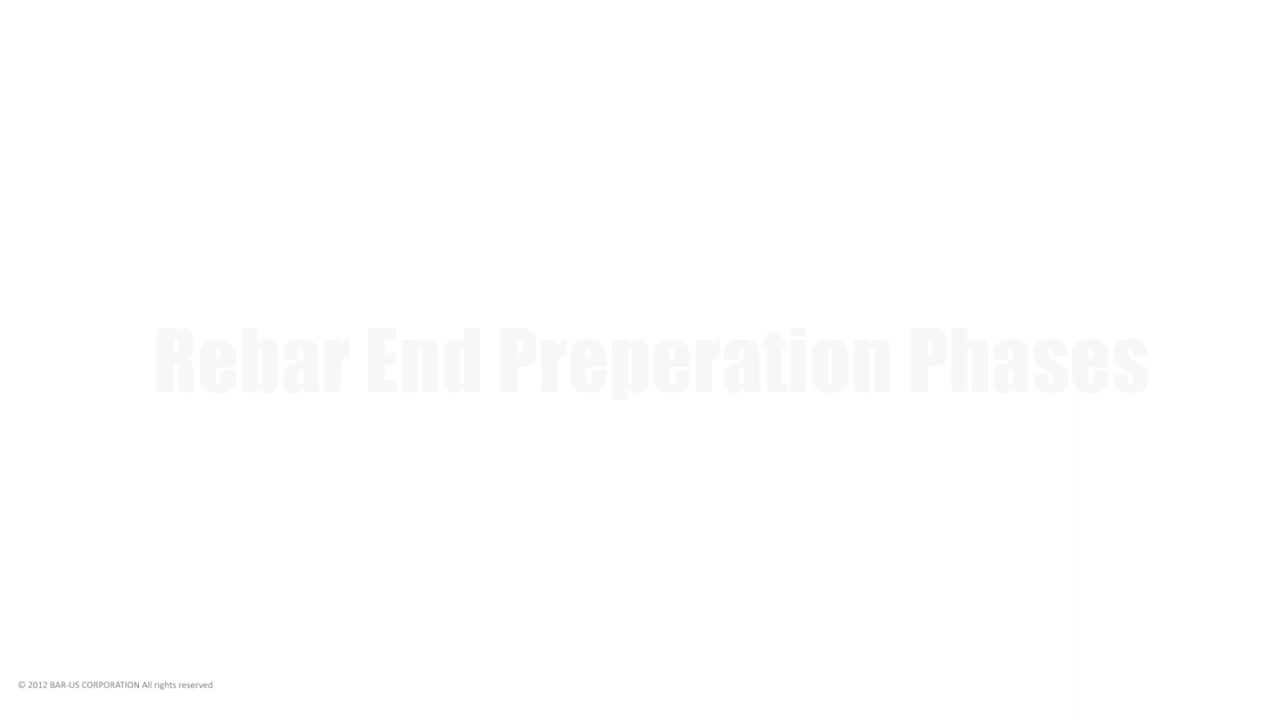 Rebar End Preperation Phases
© 2012 BAR-US CORPORATION All rights reserved